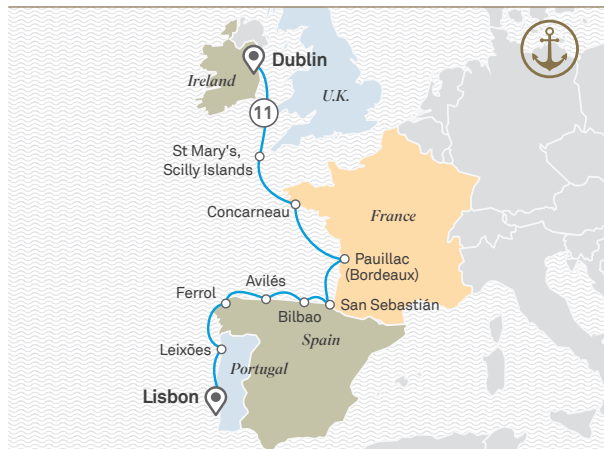 Dublin
Ireland
U.K.
11
St Mary's,
Scilly Islands
Concarneau
France
Pauillac
(Bordeaux)
Avilés
Ferrol
San Sebastián
Bilbao
Spain
Leixões
Portugal
Lisbon